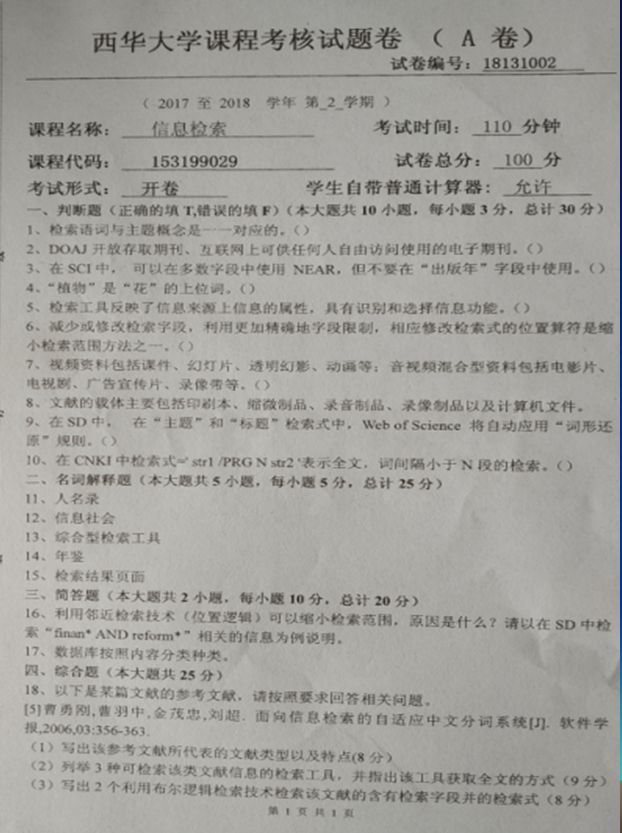 西华大学课程考核试题卷 （ A 卷）
试卷编号：18131002
（ 2017 至 2018 学年 第_2_学期 ）
课程名称： 信息检索 考试时间： 110 分钟
课程代码： 153199029 试卷总分： 100 分
考试形式： 开卷 学生自带普通计算器： 允许
一、判断题（正确的填 T,错误的填 F）（本大题共 10 小题，每小题 3 分，总计 30 分）
1、检索语词与主题概念是一一对应的。（）
2、DOAJ 开放存取期刊、互联网上可供任何人自由访问使用的电子期刊。（）
3、在 SCI 中， 可以在多数字段中使用 NEAR，但不要在“出版年”字段中使用。（）
4、“植物”是“花”的上位词。（）
5、检索工具反映了信息来源上信息的属性，具有识别和选择信息功能。（）
6、减少或修改检索字段，利用更加精确地字段限制，相应修改检索式的位置算符是缩
小检索范围方法之一。（）
7、视频资料包括课件、幻灯片、透明幻影、动画等；音视频混合型资料包括电影片、
电视剧、广告宣传片、录像带等。（）
8、文献的载体主要包括印刷本、缩微制品、录音制品、录像制品以及计算机文件。
9、在 SD 中， 在“主题”和“标题”检索式中，Web of Science 将自动应用“词形还
原”规则。（）
10、在 CNKI 中检索式=' str1 /PRG N str2 '表示全文，词间隔小于 N 段的检索。（）
二、名词解释题（本大题共 5 小题，每小题 5 分，总计 25 分）
11、人名录
12、信息社会
13、综合型检索工具
14、年鉴
15、检索结果页面
三、简答题（本大题共 2 小题，每小题 10 分，总计 20 分）
16、利用邻近检索技术（位置逻辑）可以缩小检索范围，原因是什么？请以在 SD 中检
索“finan* AND reform*”相关的信息为例说明。
17、数据库按照内容分类种类。
四、综合题（本大题共 25 分）
18、以下是某篇文献的参考文献，请按照要求回答相关问题。
[5]曹勇刚,曹羽中,金茂忠,刘超. 面向信息检索的自适应中文分词系统[J]. 软件学
报,2006,03:356-363.
（1）写出该参考文献所代表的文献类型以及特点(8 分)
（2）列举 3 种可检索该类文献信息的检索工具，并指出该工具获取全文的方式（9 分）
（3）写出 2 个利用布尔逻辑检索技术检索该文献的含有检索字段并的检索式（8 分）
第 1 页 共 1 页